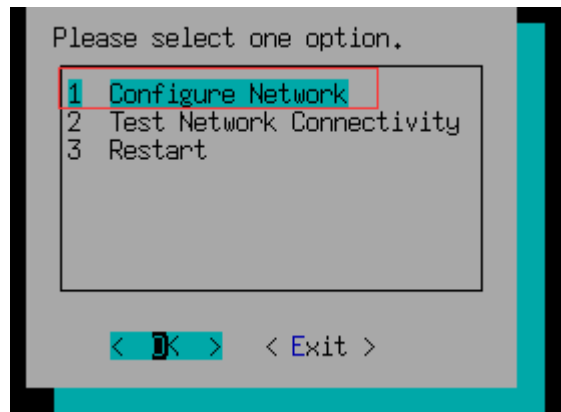 Please select one option.
1 Configure Network
2 Test Network Connectivity
3 Restart
< OK > < Exit >